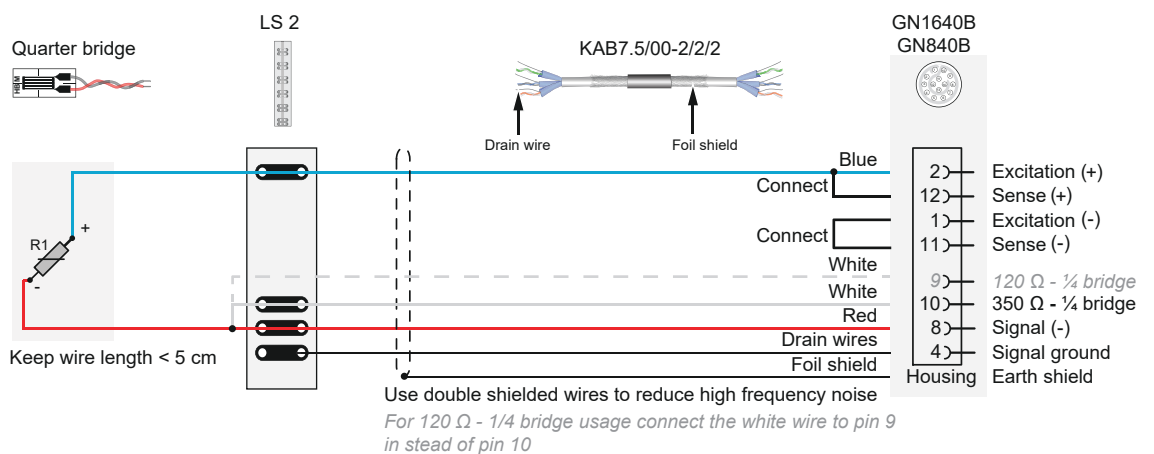 LS 2
GN1640B
GN840B
Quarter bridge
KAB7.5/00-2/2/2
HBM
Drain wire
Foil shield
Blue
2
Excitation (+)
Connect
12
Sense (+)
1
Excitation (-)
Connect
11
Sense (-)
R1
+
-
White
9
120 Ω - ¼ bridge
White
10
350 Ω - ¼ bridge
Red
8
Signal (-)
Drain wires
4
Signal ground
Keep wire length < 5 cm
Foil shield
Housing
Earth shield
Use double shielded wires to reduce high frequency noise
For 120 Ω - 1/4 bridge usage connect the white wire to pin 9
in stead of pin 10